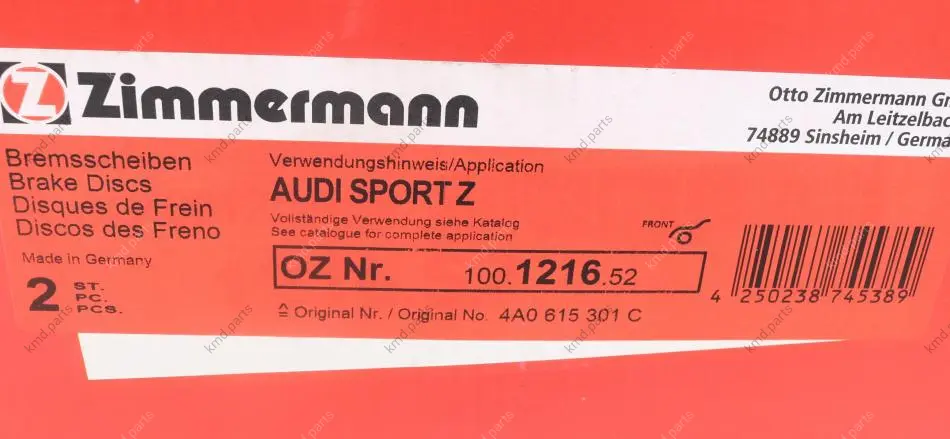 Z Zimmermann
Otto Zimmermann
Am Leitzelbac
74889 Sinsheim / Germa
Bremsscheiben
Brake Discs
Disques de Frein
Discos des Freno
Made in Germany
2 ST.
PC.
PCS.
Verwendungshinweis/Application
AUDI SPORT Z
Vollständige Verwendung siehe Katalog
See catalogue for complete application
FRONT
OZ Nr. 100.1216.52
≙ Original Nr. / Original No. 4A0 615 301 C
4 250238 745389
kmd.parts